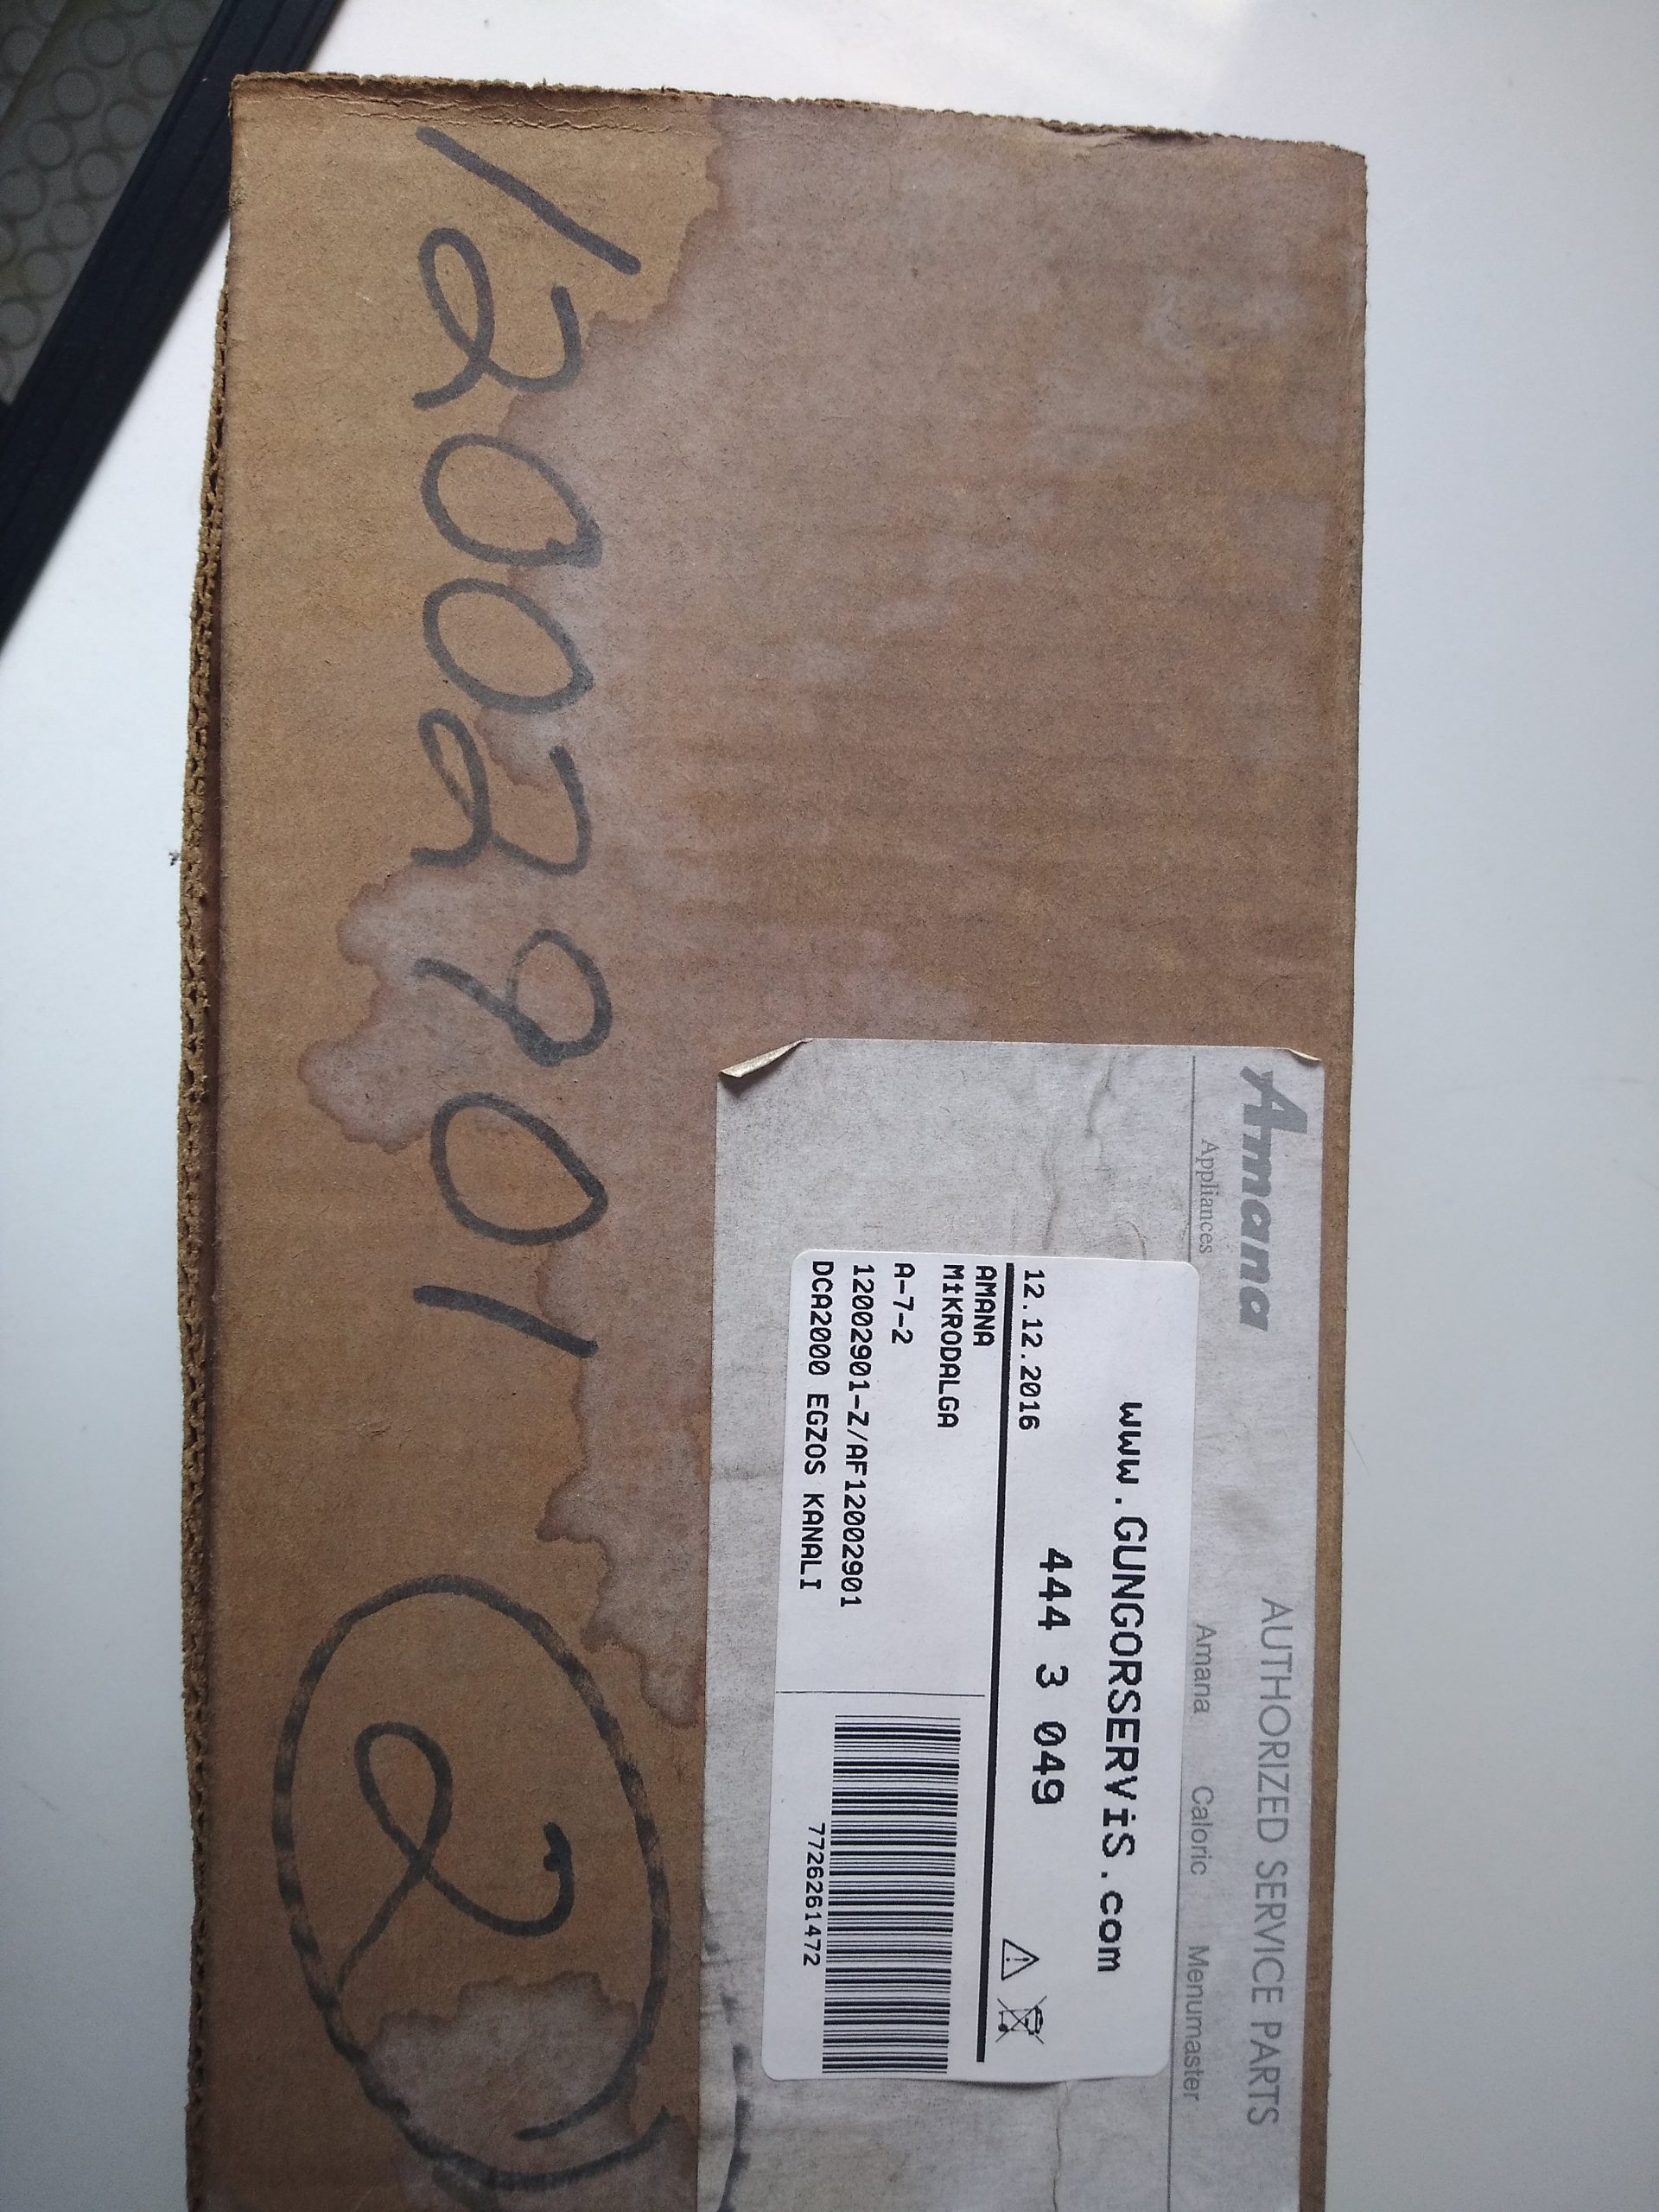 Amana
Appliances
AUTHORIZED SERVICE PARTS
Amana Caloric Menumaster
www.GUNGORSERViS.com
444 3 049
12.12.2016
AMANA
MİKRODALGA
A-7-2
12002901-Z/AF12002901
DCA2000 EGZOS KANALI
7726261472
12002901
2